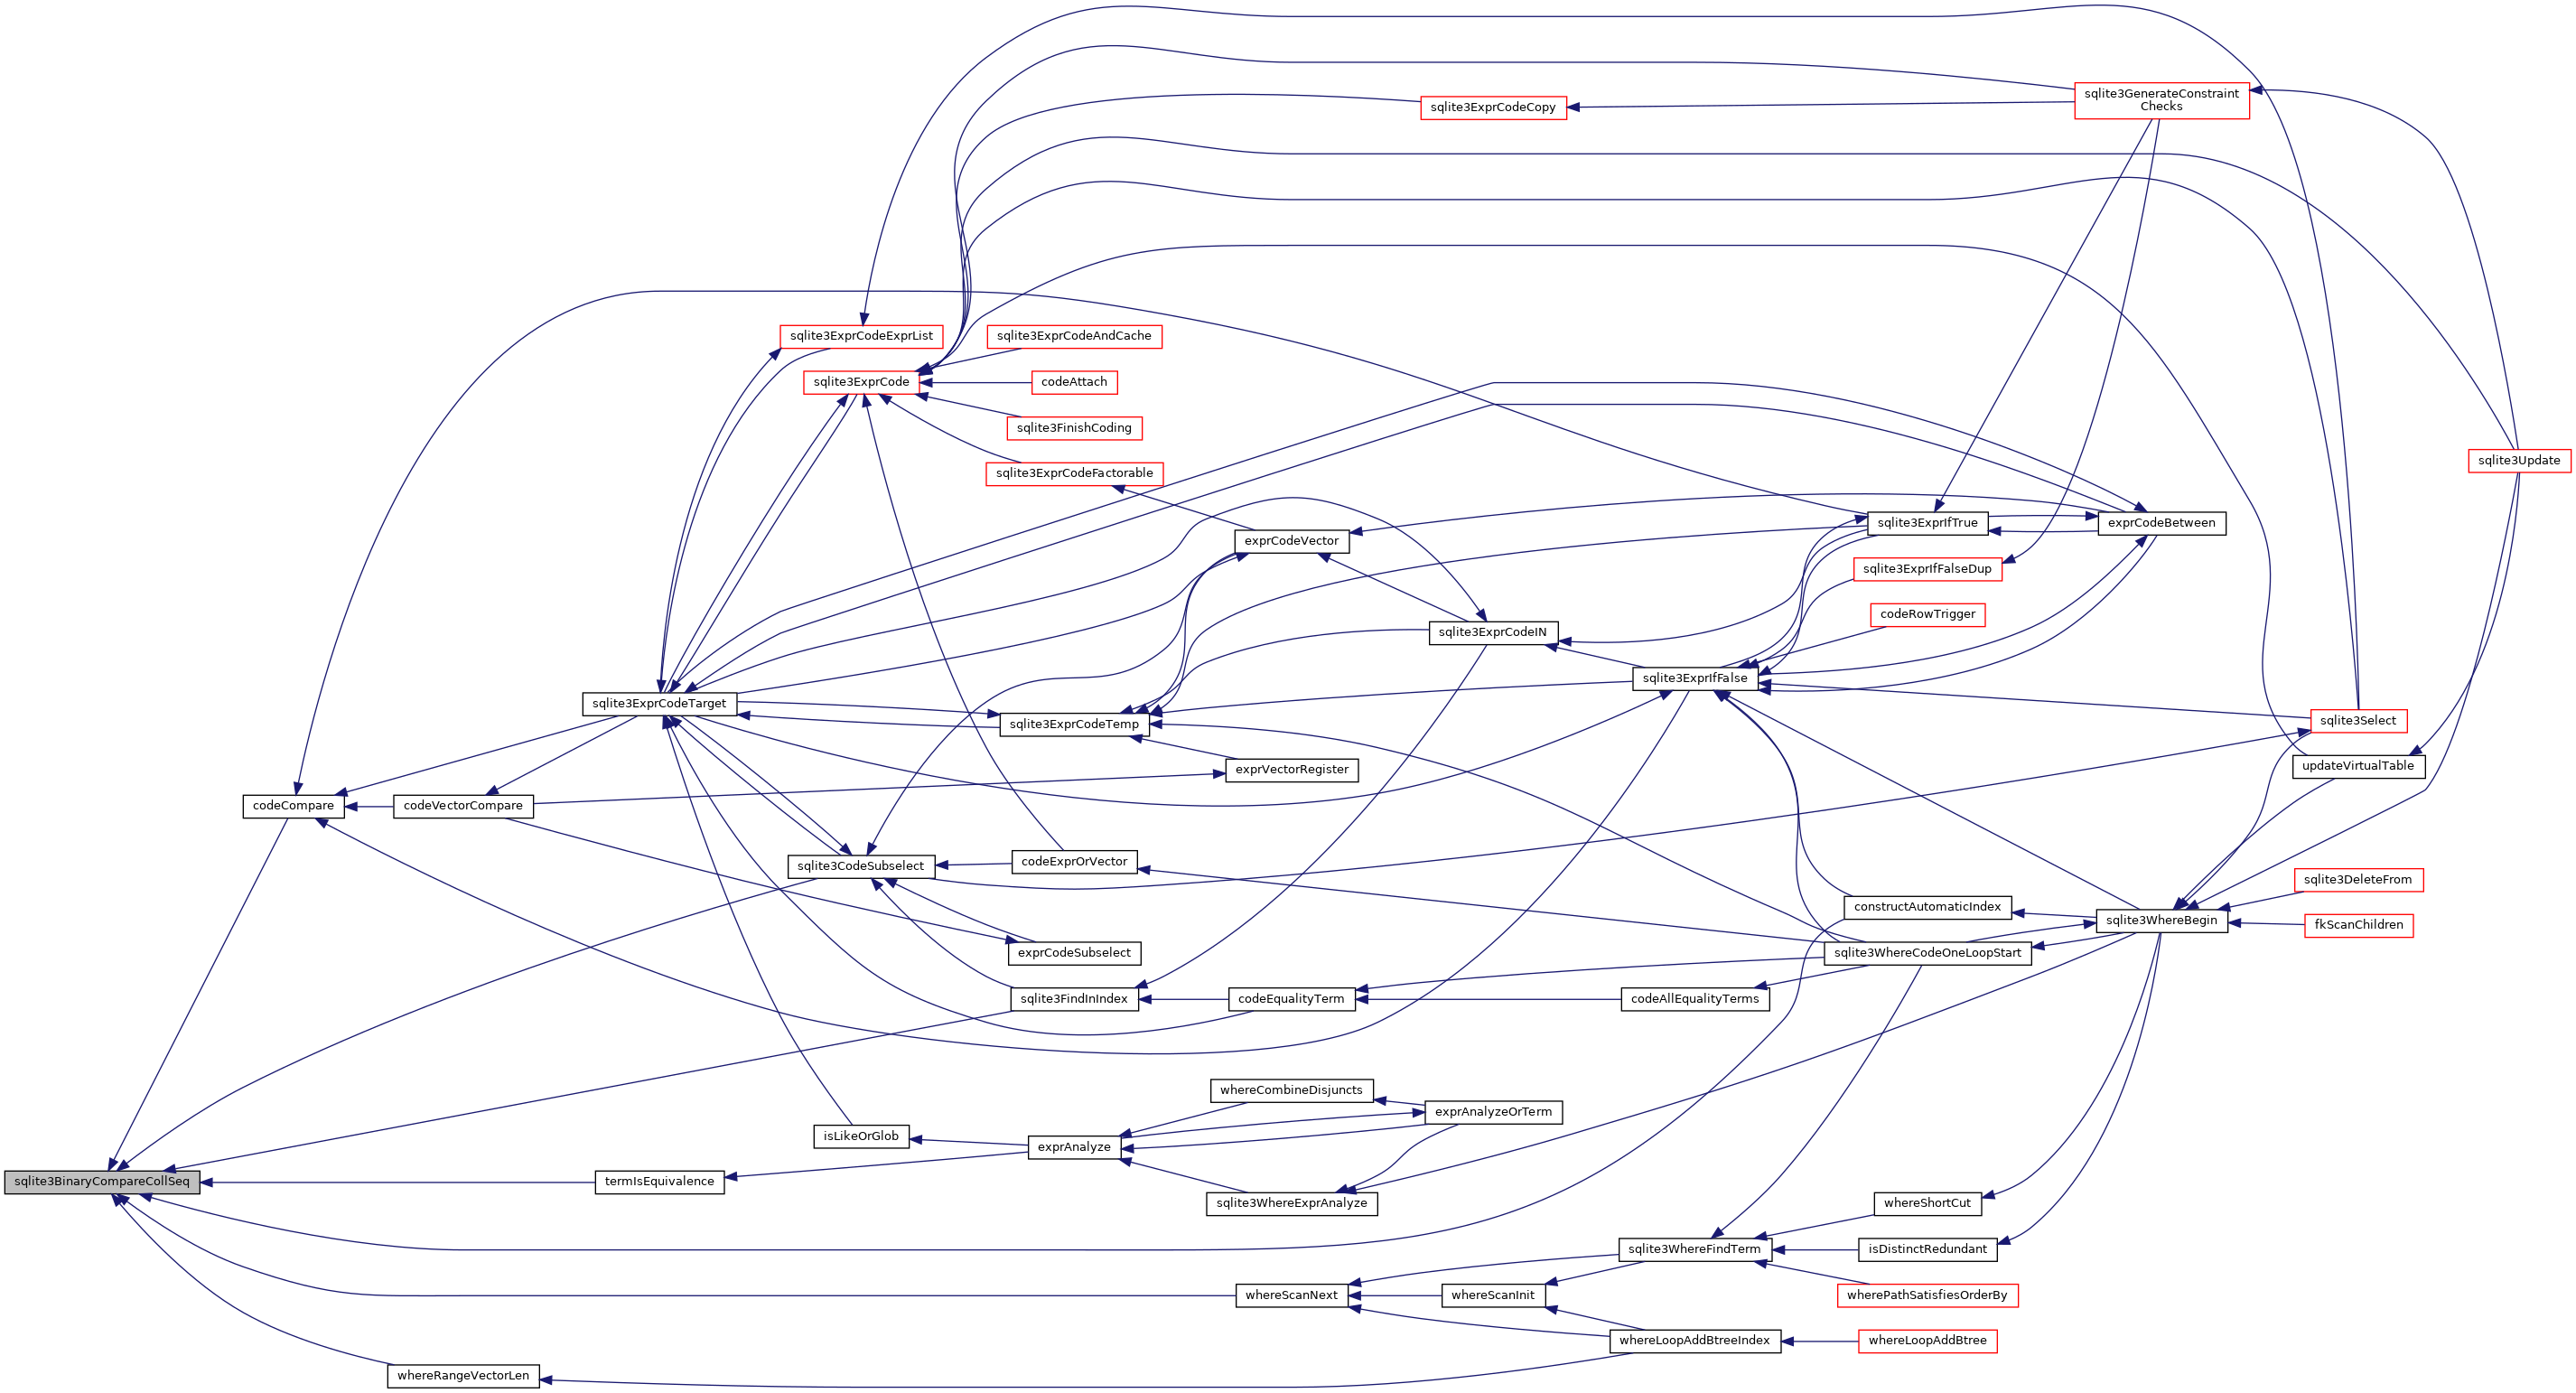 sqlite3GenerateConstraint
Checks
sqlite3ExprCodeCopy
sqlite3ExprCodeExprList
sqlite3ExprCodeAndCache
sqlite3ExprCode
codeAttach
sqlite3FinishCoding
sqlite3Update
sqlite3ExprCodeFactorable
sqlite3ExprIfTrue
exprCodeBetween
exprCodeVector
sqlite3ExprIfFalseDup
codeRowTrigger
sqlite3ExprCodeIN
sqlite3ExprIfFalse
sqlite3ExprCodeTarget
sqlite3ExprCodeTemp
sqlite3Select
exprVectorRegister
updateVirtualTable
codeCompare
codeVectorCompare
sqlite3CodeSubselect
codeExprOrVector
sqlite3DeleteFrom
constructAutomaticIndex
sqlite3WhereBegin
fkScanChildren
exprCodeSubselect
sqlite3WhereCodeOneLoopStart
sqlite3FindInIndex
codeEqualityTerm
codeAllEqualityTerms
whereCombineDisjuncts
exprAnalyzeOrTerm
isLikeOrGlob
exprAnalyze
sqlite3BinaryCompareCollSeq
termIsEquivalence
sqlite3WhereExprAnalyze
whereShortCut
sqlite3WhereFindTerm
isDistinctRedundant
whereScanNext
whereScanInit
wherePathSatisfiesOrderBy
whereLoopAddBtreeIndex
whereLoopAddBtree
whereRangeVectorLen